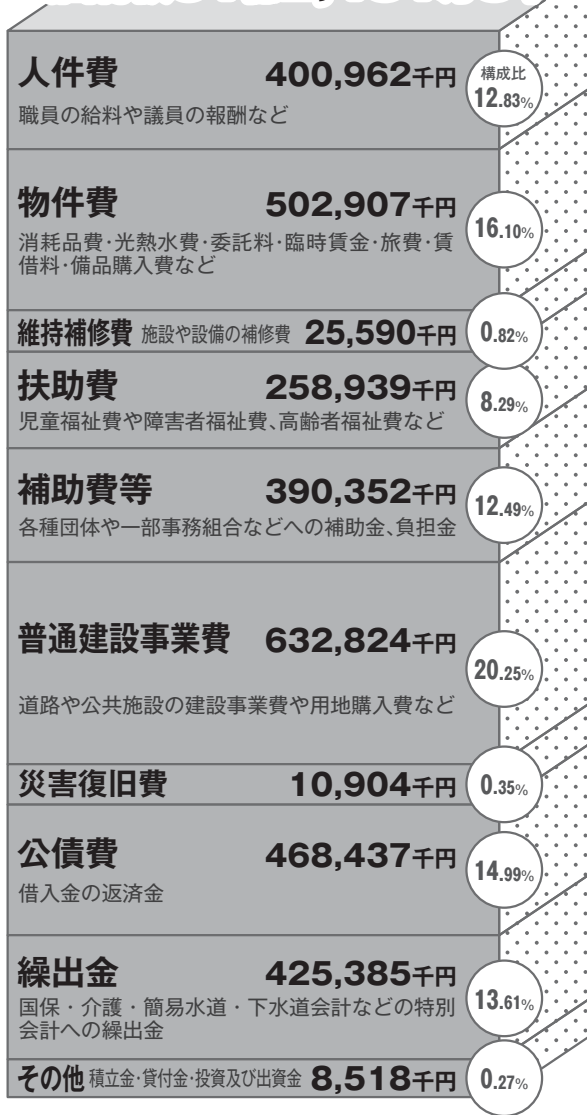 人件費 400,962千円 構成比 12.83%
職員の給料や議員の報酬など
物件費 502,907千円 16.10%
消耗品費・光熱水費・委託料・臨時賃金・旅費・賃
借料・備品購入費など
維持補修費 施設や設備の補修費 25,590千円 0.82%
扶助費 258,939千円 8.29%
児童福祉費や障害者福祉費、高齢者福祉費など
補助費等 390,352千円 12.49%
各種団体や一部事務組合などへの補助金、負担金
普通建設事業費 632,824千円 20.25%
道路や公共施設の建設事業費や用地購入費など
災害復旧費 10,904千円 0.35%
公債費 468,437千円 14.99%
借入金の返済金
繰出金 425,385千円 13.61%
国保・介護・簡易水道・下水道会計などの特別
会計への繰出金
その他 積立金・貸付金・投資及び出資金 8,518千円 0.27%